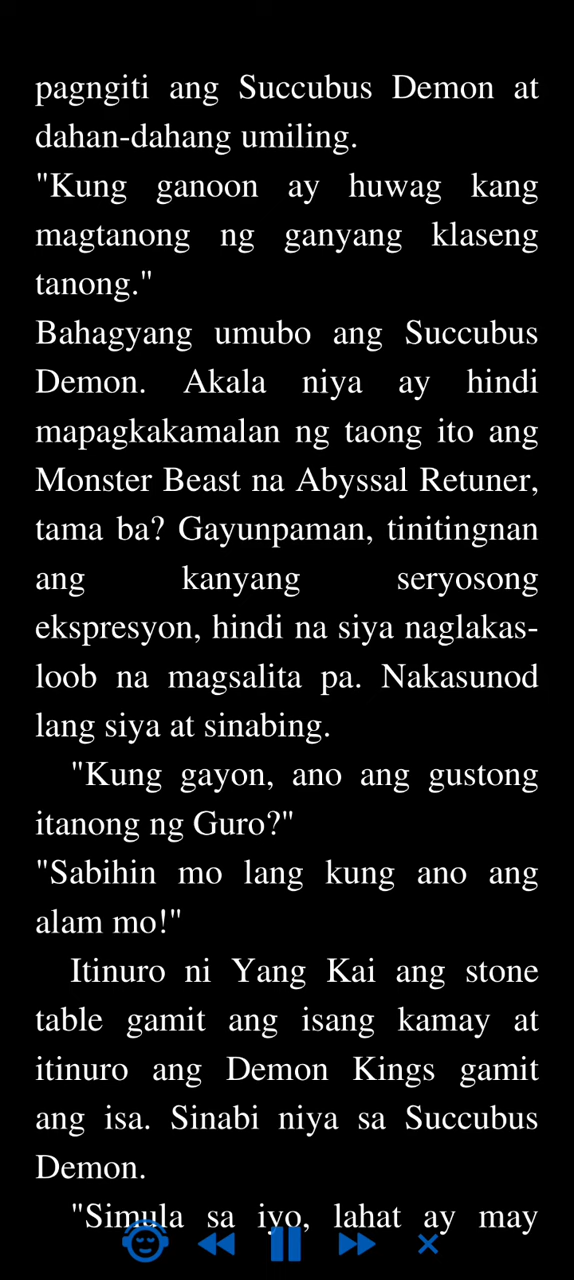 pagngiti ang Succubus Demon at
dahan-dahang umiling.
"Kung ganoon ay huwag kang
magtanong ng ganyang klaseng
tanong."
Bahagyang umubo ang Succubus
Demon. Akala niya ay hindi
mapagkakamalan ng taong ito ang
Monster Beast na Abyssal Retuner,
tama ba? Gayunpaman, tinitingnan
ang kanyang seryosong
ekspresyon, hindi na siya naglakas-
loob na magsalita pa. Nakasunod
lang siya at sinabing.
"Kung gayon, ano ang gustong
itanong ng Guro?"
"Sabihin mo lang kung ano ang
alam mo!"
Itinuro ni Yang Kai ang stone
table gamit ang isang kamay at
itinuro ang Demon Kings gamit
ang isa. Sinabi niya sa Succubus
Demon.
"Simula sa iyo, lahat ay may